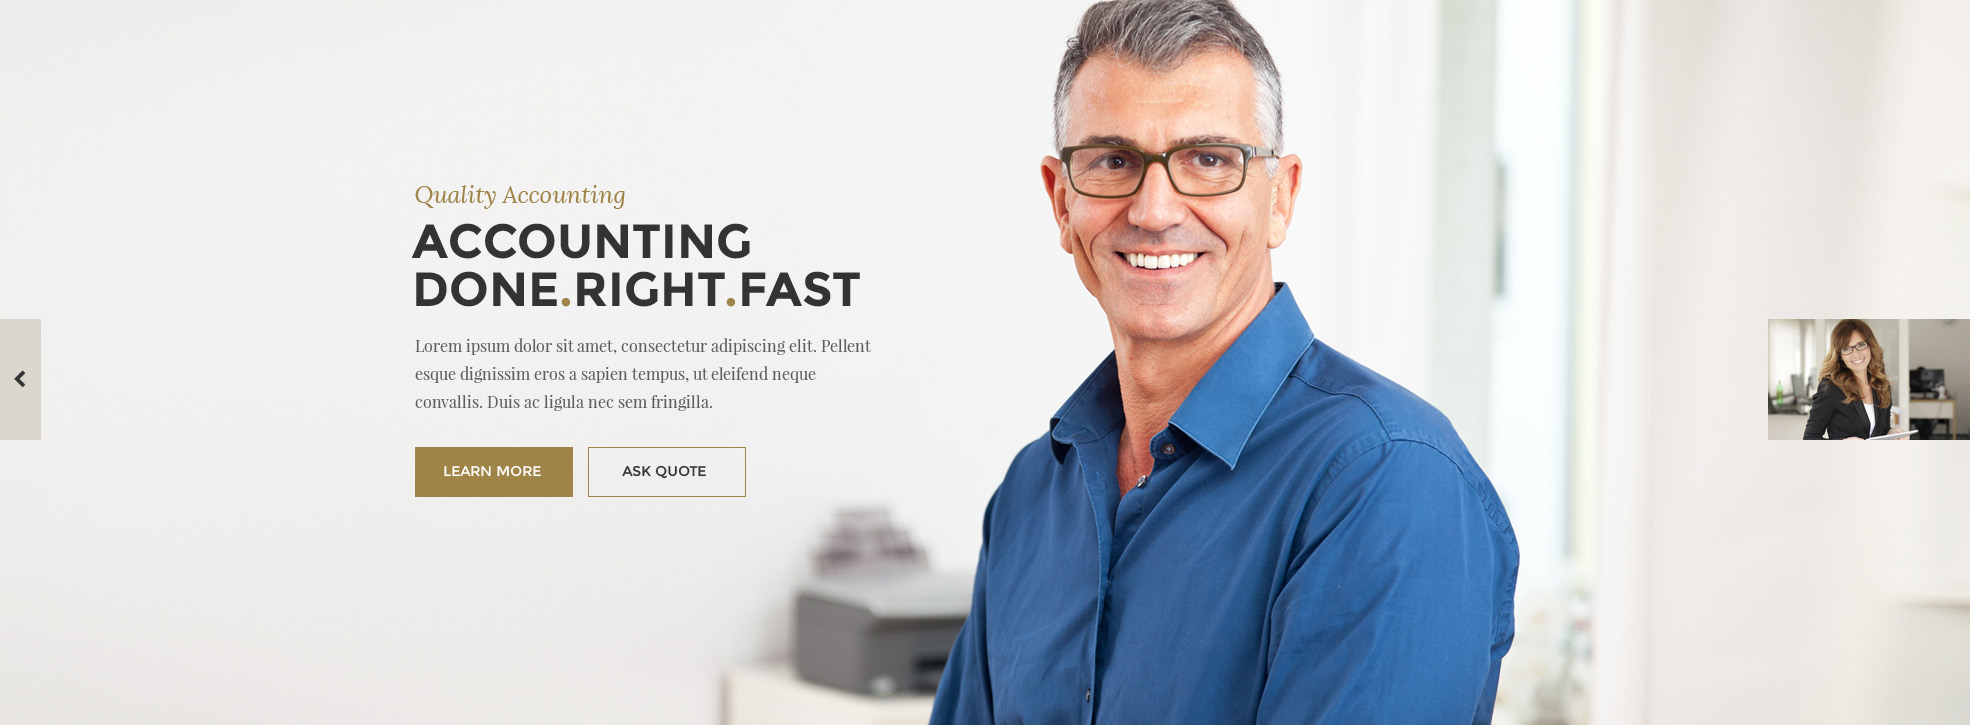 Quality Accounting
ACCOUNTING
DONE.RIGHT.FAST
Lorem ipsum dolor sit amet, consectetur adipiscing elit. Pellent
esque dignissim eros a sapien tempus, ut eleifend neque
convallis. Duis ac ligula nec sem fringilla.
LEARN MORE
ASK QUOTE